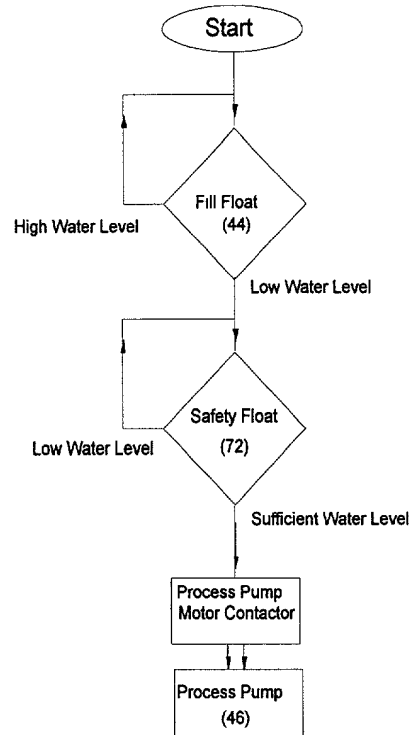 Start
Fill Float
(44)
High Water Level
Low Water Level
Safety Float
(72)
Low Water Level
Sufficient Water Level
Process Pump
Motor Contactor
Process Pump
(46)